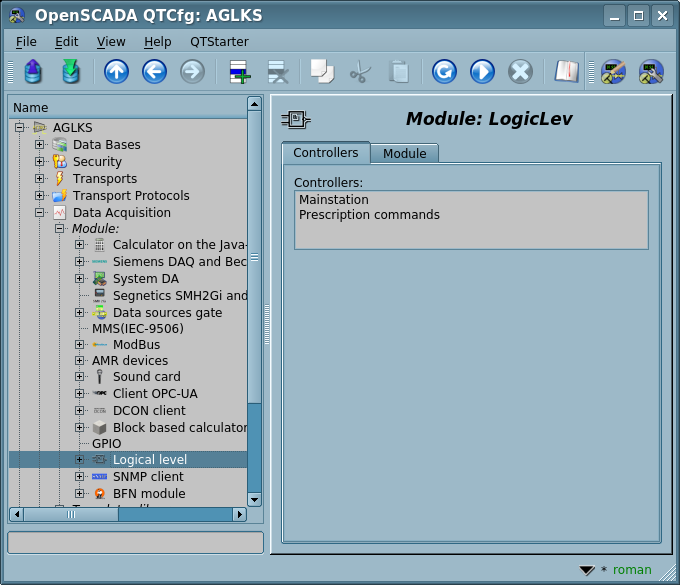 OpenSCADA QTCfg: AGLKS
File Edit View Help QTStarter
Name
AGLKS
Data Bases
Security
Transports
Transport Protocols
Data Acquisition
Module:
Calculator on the Java-
Siemens DAQ and Bec
System DA
Segnetics SMH2Gi and
Data sources gate
MMS(IEC-9506)
ModBus
AMR devices
Sound card
Client OPC-UA
DCON client
Block based calculator
GPIO
Logical level
SNMP client
BFN module
Module: LogicLev
Controllers Module
Controllers:
Mainstation
Prescription commands
* roman